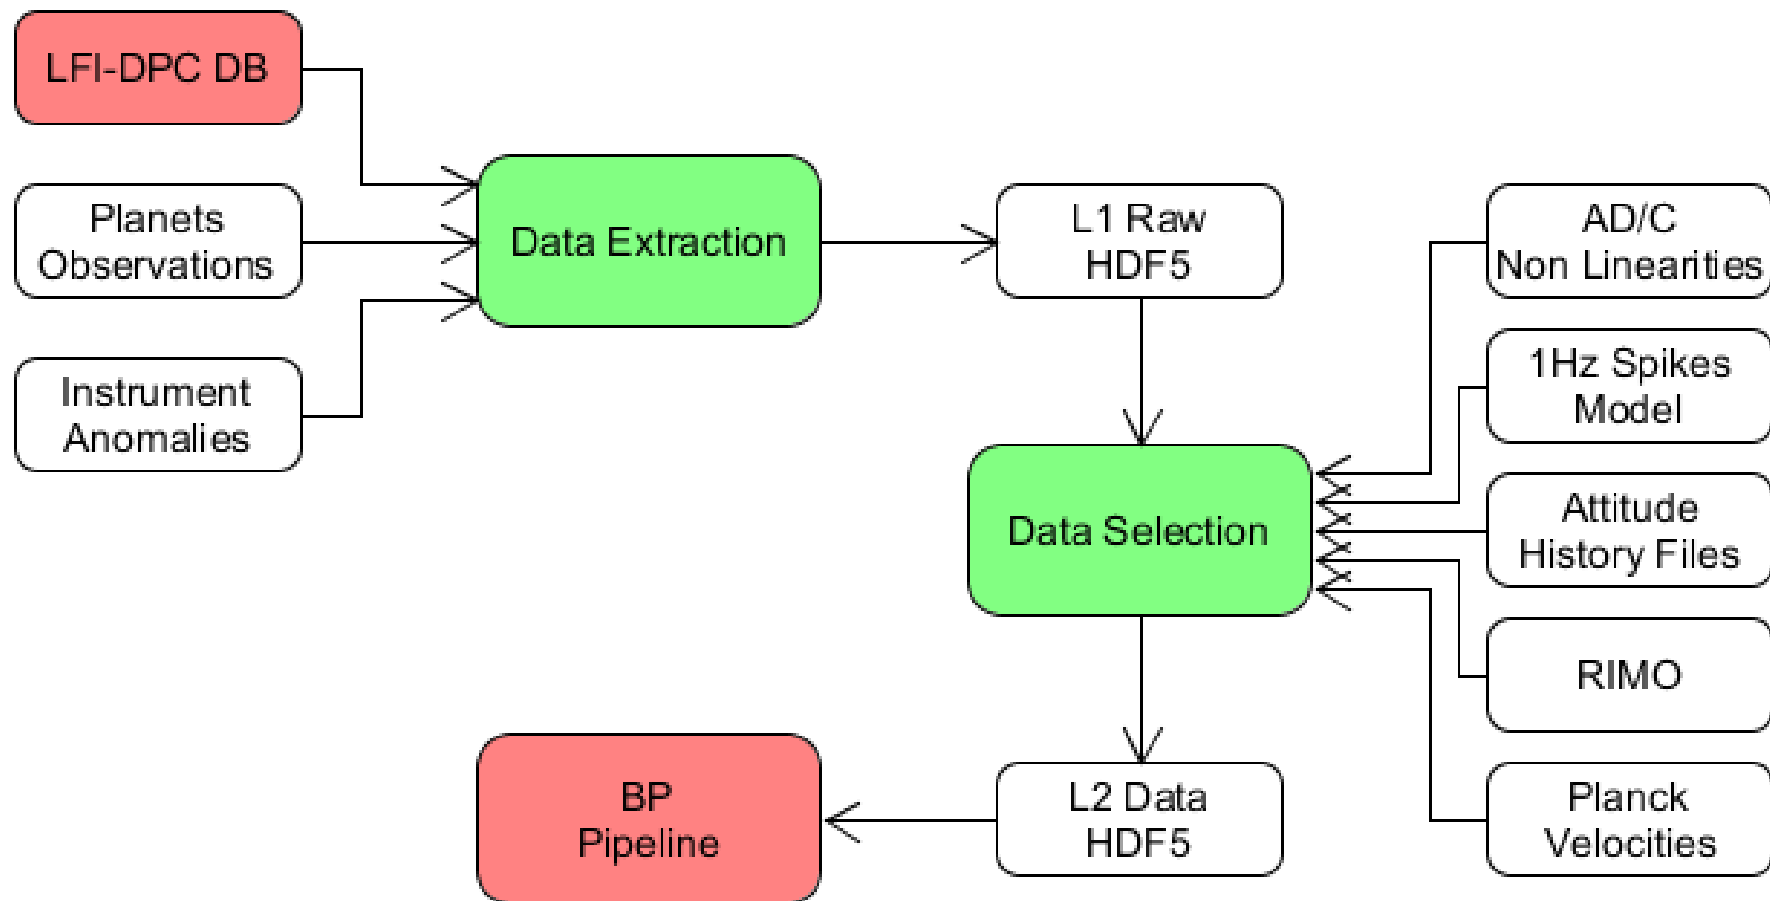 LFI-DPC DB
Planets
Observations
Instrument
Anomalies
Data Extraction
L1 Raw
HDF5
AD/C
Non Linearities
1Hz Spikes
Model
Attitude
History Files
RIMO
Planck
Velocities
Data Selection
L2 Data
HDF5
BP
Pipeline